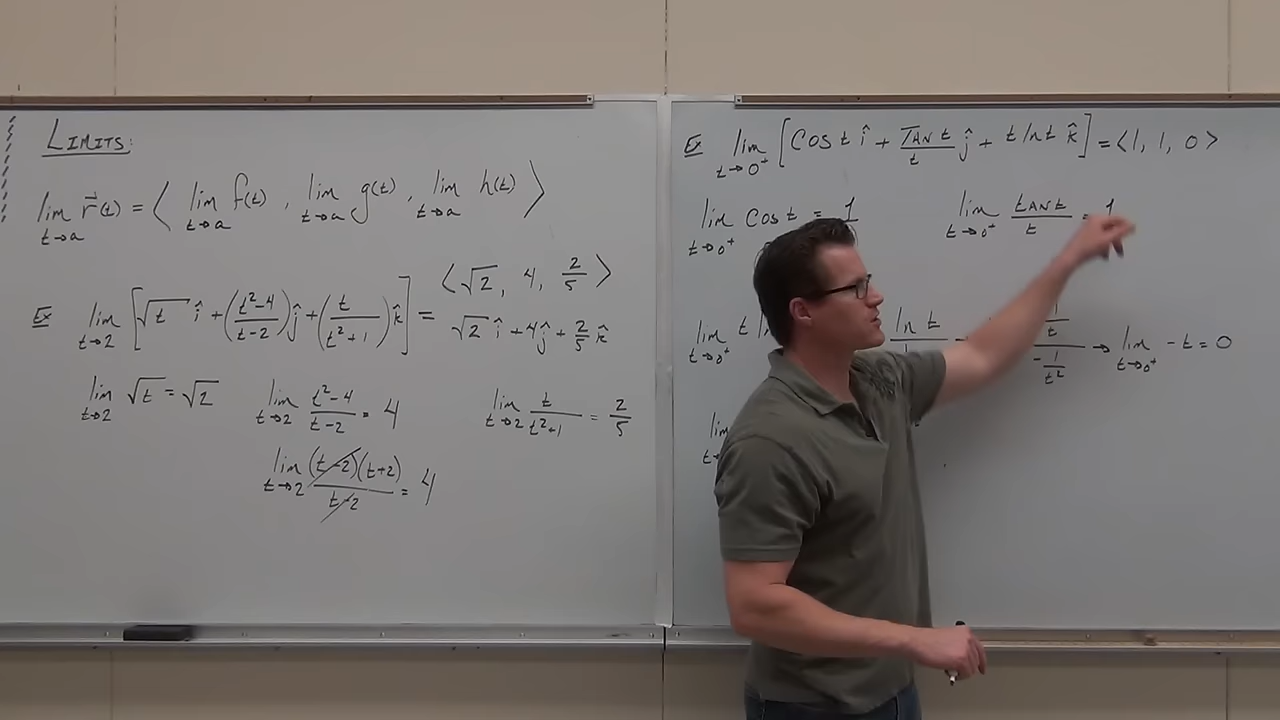 LIMITS:
lim t→a r⃗(t) = ⟨ lim t→a f(t), lim t→a g(t), lim t→a h(t) ⟩
Ex lim t→2 [√t î + (t²-4/t-2) ĵ + (t/t²+1) k̂] = ⟨√2, 4, 2/5⟩
√2 î + 4ĵ + 2/5 k̂
lim t→2 √t = √2
lim t→2 t²-4/t-2 = 4
lim t→2 t/t²+1 = 2/5
lim t→2 (t-2)(t+2)/t-2 = 4
Ex lim t→0⁺ [Cos t î + TAN t/t ĵ + t ln t k̂] = ⟨1, 1, 0⟩
lim t→0⁺ Cos t = 1
lim t→0⁺ tAN t/t = 1
lim t→0⁺ t ln t
1/t / -1/t² → lim t→0⁺ -t = 0
lim